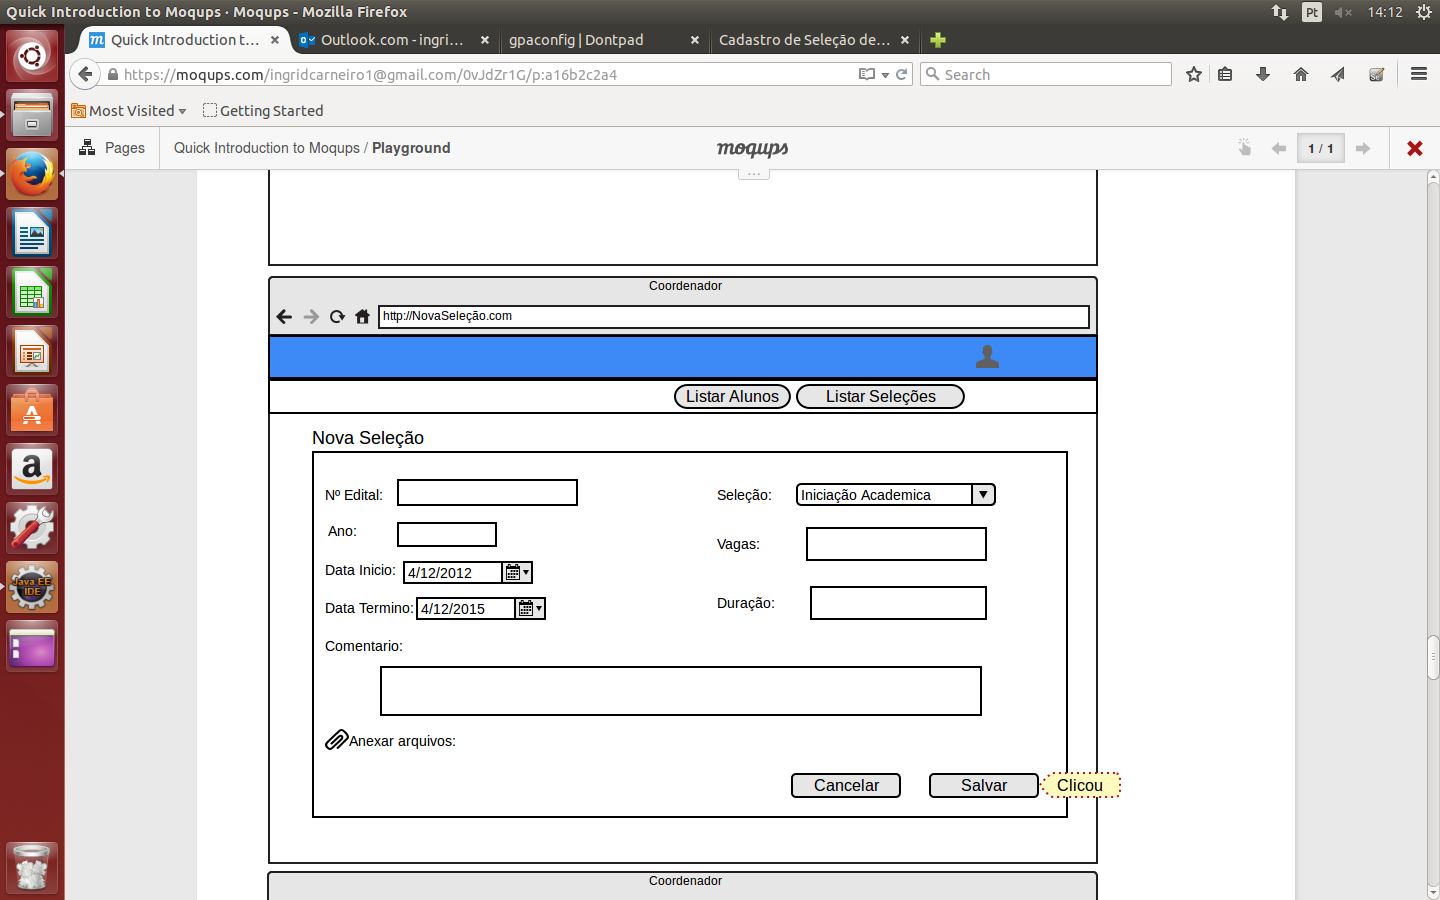 Quick Introduction to Moqups · Moqups - Mozilla Firefox
Pt
14:12
Quick Introduction t...
Outlook.com - ingri...
gpaconfig | Dontpad
Cadastro de Seleção de...
https://moqups.com/ingridcarneiro1@gmail.com/0vJdZr1G/p:a16b2c2a4
Search
Most Visited
Getting Started
Pages
Quick Introduction to Moqups / Playground
moqups
1 / 1
...
Coordenador
http://NovaSeleção.com
Listar Alunos
Listar Seleções
Nova Seleção
Nº Edital:
Seleção:
Iniciação Academica
Ano:
Vagas:
Data Inicio:
4/12/2012
Data Termino:
4/12/2015
Duração:
Comentario:
Anexar arquivos:
Cancelar
Salvar
Clicou
Coordenador
Java EE
IDE